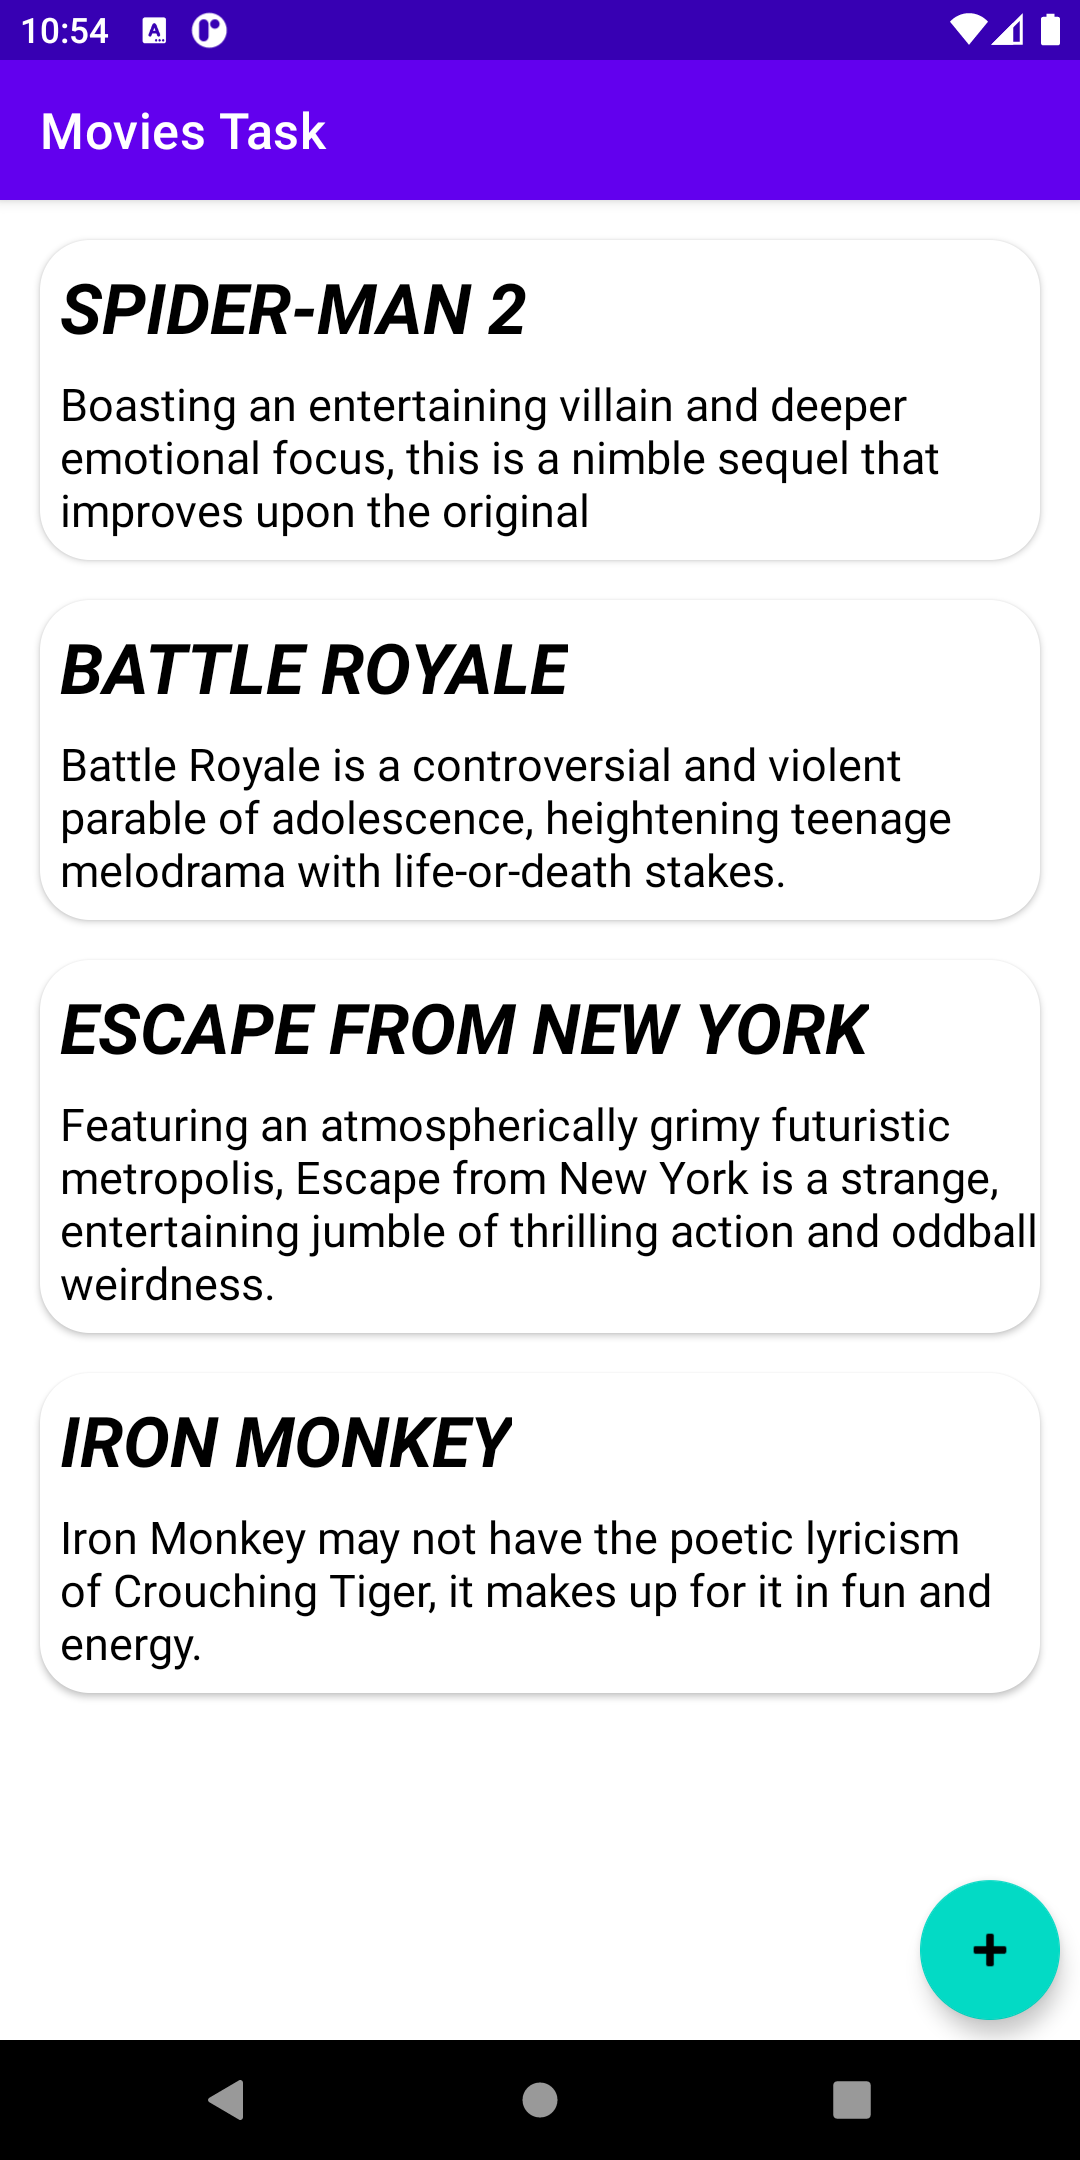 10:54
Movies Task
SPIDER-MAN 2
Boasting an entertaining villain and deeper
emotional focus, this is a nimble sequel that
improves upon the original
BATTLE ROYALE
Battle Royale is a controversial and violent
parable of adolescence, heightening teenage
melodrama with life-or-death stakes.
ESCAPE FROM NEW YORK
Featuring an atmospherically grimy futuristic
metropolis, Escape from New York is a strange,
entertaining jumble of thrilling action and oddball
weirdness.
IRON MONKEY
Iron Monkey may not have the poetic lyricism
of Crouching Tiger, it makes up for it in fun and
energy.